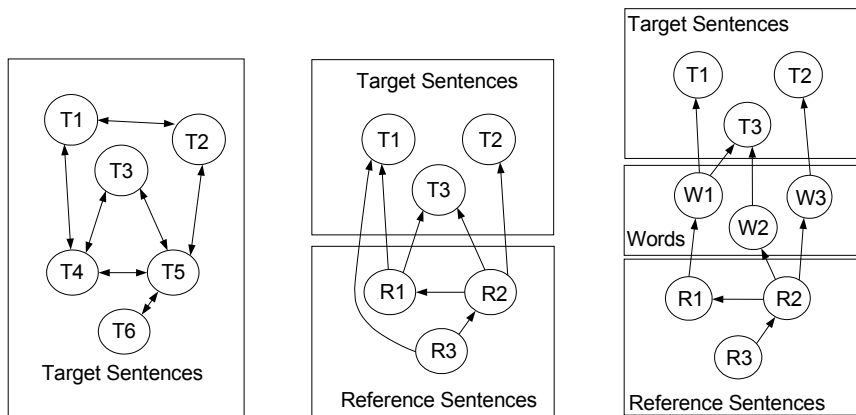 T1
T2
T3
T4
T5
T6
Target Sentences
Target Sentences
T1
T2
T3
R1
R2
R3
Reference Sentences
Target Sentences
T1
T2
T3
W1
W3
W2
Words
R1
R2
R3
Reference Sentences